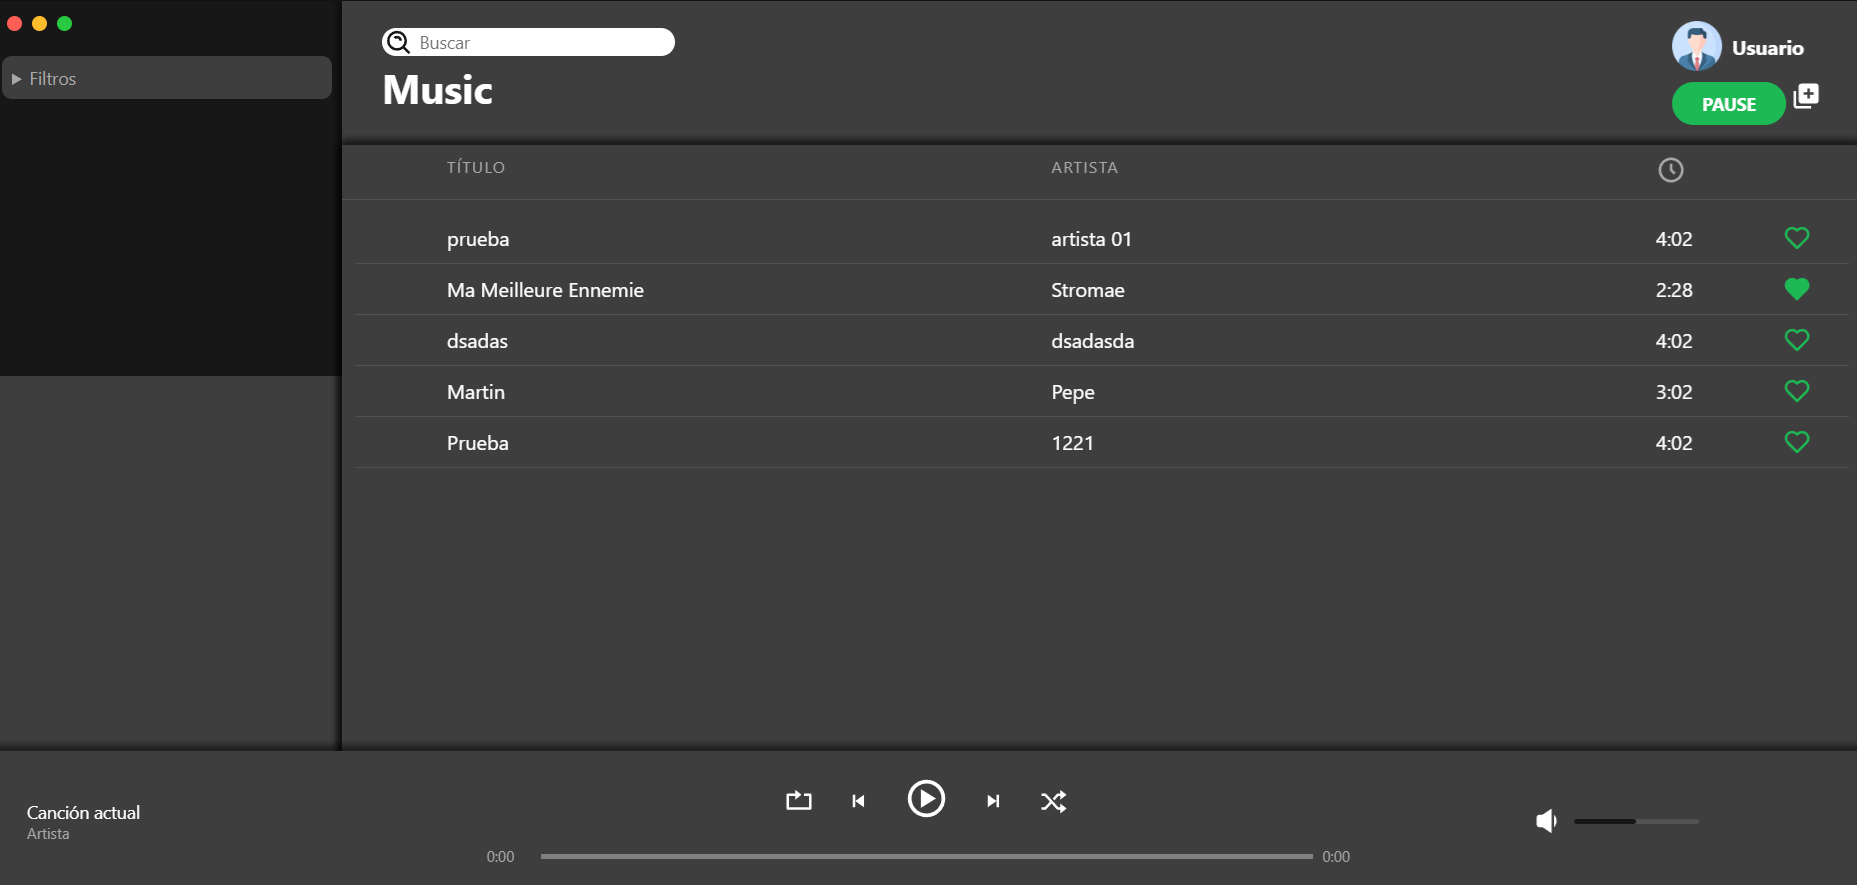 Filtros
Buscar
Music
Usuario
PAUSE
TÍTULO ARTISTA
prueba artista 01 4:02
Ma Meilleure Ennemie Stromae 2:28
dsadas dsadasda 4:02
Martin Pepe 3:02
Prueba 1221 4:02
Canción actual
Artista
0:00 0:00